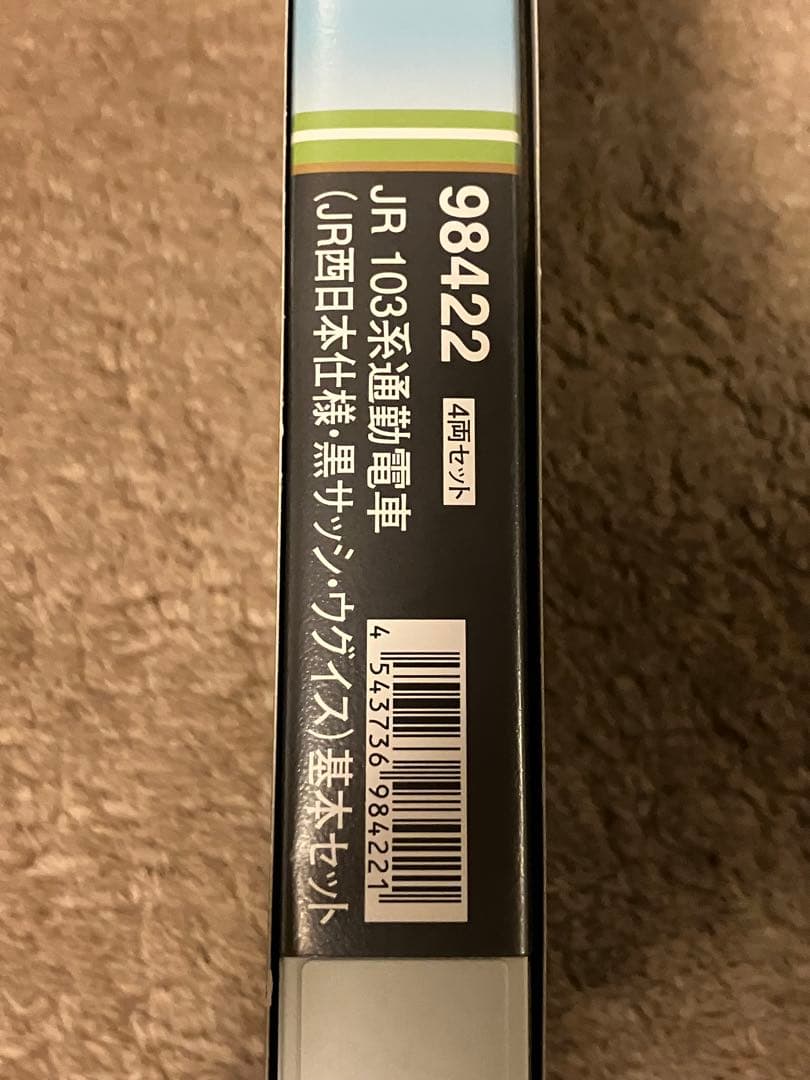 98422 4両セット
JR 103系通勤電車
(JR西日本仕様・黒サッシ・ウグイス)基本セット
4 543736 984221